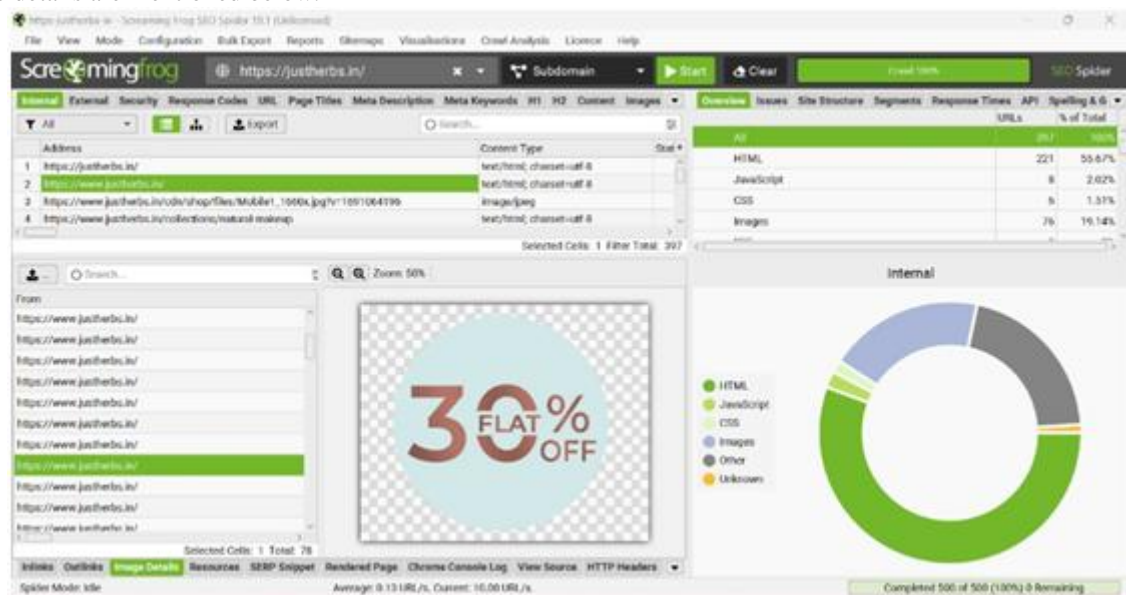 https justherbs in - Screaming Frog SEO Spider 19.1 (Unlicensed)
File View Mode Configuration Bulk Export Reports Sitemaps Visualisations Crawl Analysis Licence Help
Screamingfrog https://justherbs.in/ Subdomain Start Clear Crawl 100% SEO Spider
Internal External Security Response Codes URL Page Titles Meta Description Meta Keywords H1 H2 Content Images
Overview Issues Site Structure Segments Response Times API Spelling & G
All Export Search...
URLs % of Total
Address Content Type Stat
All 397 100%
1 https://justherbs.in/ text/html; charset=utf-8
HTML 221 55.67%
2 https://www.justherbs.in/ text/html; charset=utf-8
JavaScript 8 2.02%
3 https://www.justherbs.in/cdn/shop/files/Mobile1_1660x.jpg?v=1691064196 image/jpeg
CSS 6 1.51%
4 https://www.justherbs.in/collections/natural-makeup text/html; charset=utf-8
Images 76 19.14%
Selected Cells: 1 Filter Total: 397
Search...
Zoom: 50%
Internal
From
https://www.justherbs.in/
https://www.justherbs.in/
https://www.justherbs.in/
https://www.justherbs.in/
https://www.justherbs.in/
https://www.justherbs.in/
https://www.justherbs.in/
https://www.justherbs.in/
https://www.justherbs.in/
https://www.justherbs.in/
https://www.justherbs.in/
30%
FLAT
OFF
HTML
JavaScript
CSS
Images
Other
Unknown
Selected Cells: 1 Total: 78
Inlinks Outlinks Image Details Resources SERP Snippet Rendered Page Chrome Console Log View Source HTTP Headers
Spider Mode: Idle Average: 0.13 URL/s. Current: 10.00 URL/s. Completed 500 of 500 (100%) 0 Remaining